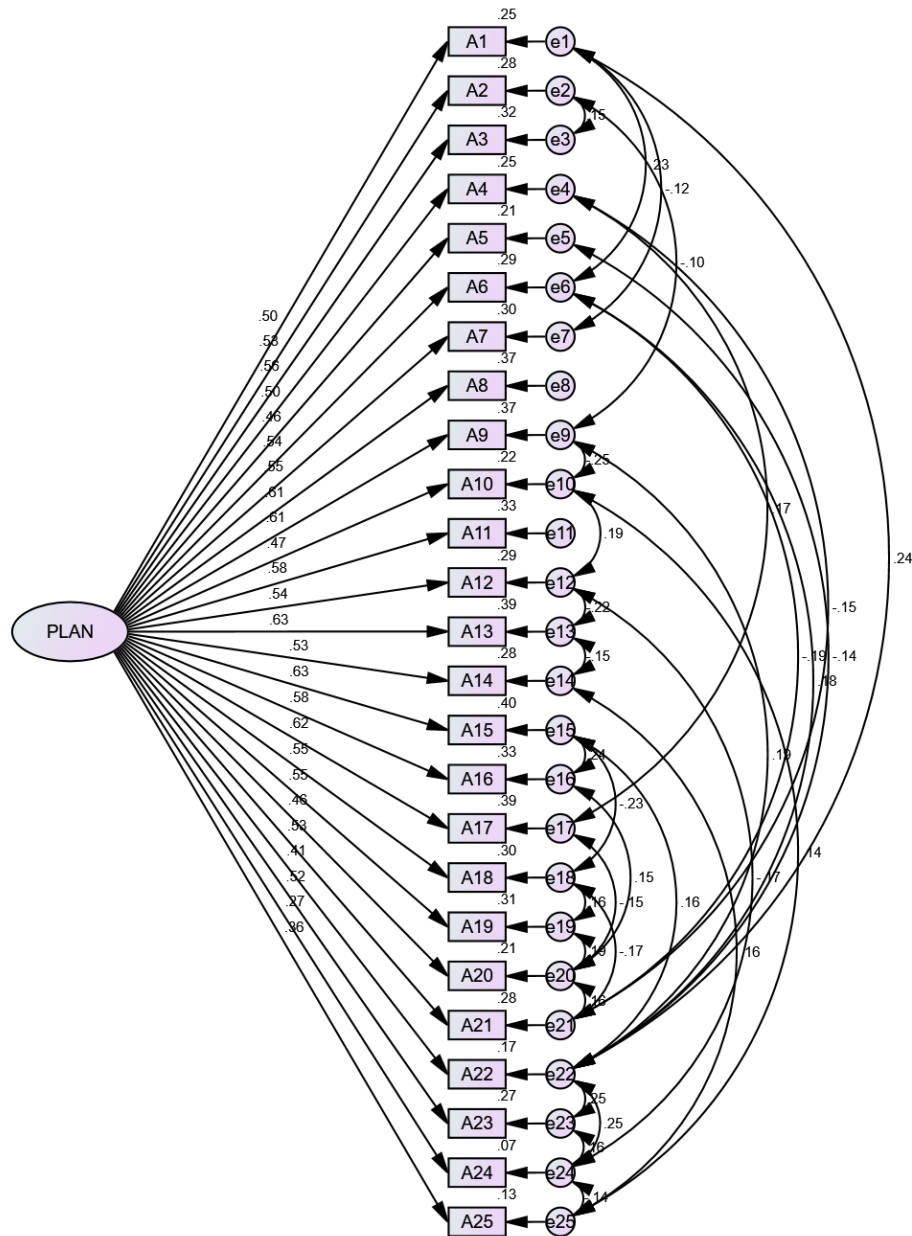 .25
A1 e1
.28
A2 e2
.32 .15
A3 e3
.25 .23
A4 e4 -.12
.21
A5 e5
.29 -.10
A6 e6
.30
.50
A7 e7
.53
.37
.56
A8 e8
.50
.37
.46
A9 e9
.54
.22 -.25
.55
A10 e10
.61
.33 .17
.61
A11 e11 .19
.47
.29 .24
.58
A12 e12
.54
.39 -.22 -.15
.63
PLAN A13 e13
.53
.28 -.15 -.19 -.14
.63
A14 e14 .18
.58
.40
.62
A15 e15
.55
.33 .24 .19
.55
A16 e16
.46
.39 -.23
.53
A17 e17
.41
.30 .14
.52
A18 e18 .15 -.17
.27
.31 .16 -.15 .16
.36
A19 e19
.21 .19 -.17 .16
A20 e20
.28 .16
A21 e21
.17
A22 e22
.27 .25
A23 e23 .25
.07 .16
A24 e24
.13 -.14
A25 e25